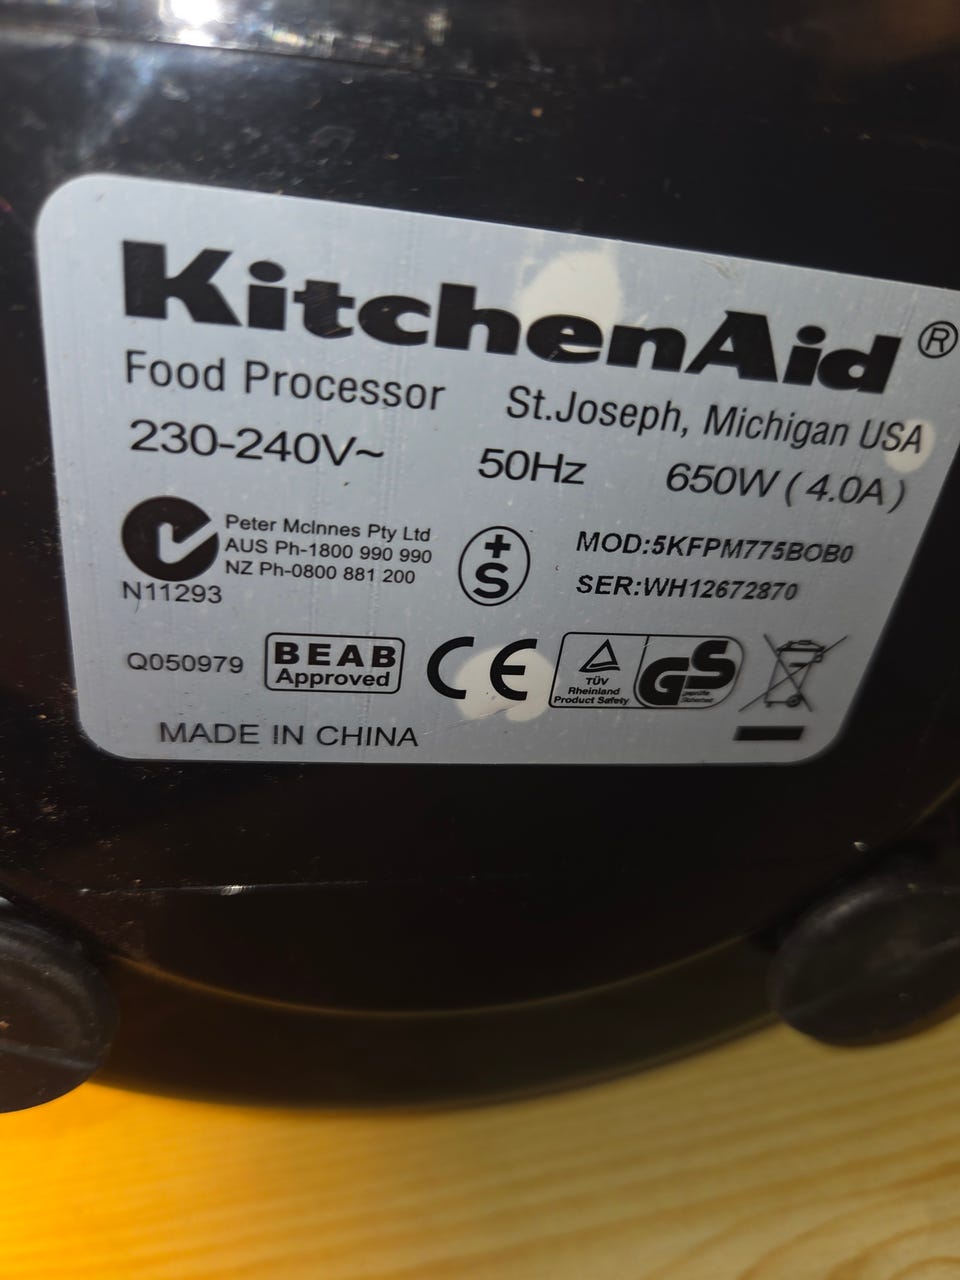 KitchenAid®
Food Processor St.Joseph, Michigan USA
230-240V~ 50Hz 650W ( 4.0A )
Peter McInnes Pty Ltd
AUS Ph-1800 990 990
NZ Ph-0800 881 200
N11293
+
S
MOD:5KFPM775BOB0
SER:WH12672870
Q050979
BEAB
Approved
CE
TÜV
Rheinland
Product Safety
GS
geprüfte
Sicherheit
MADE IN CHINA